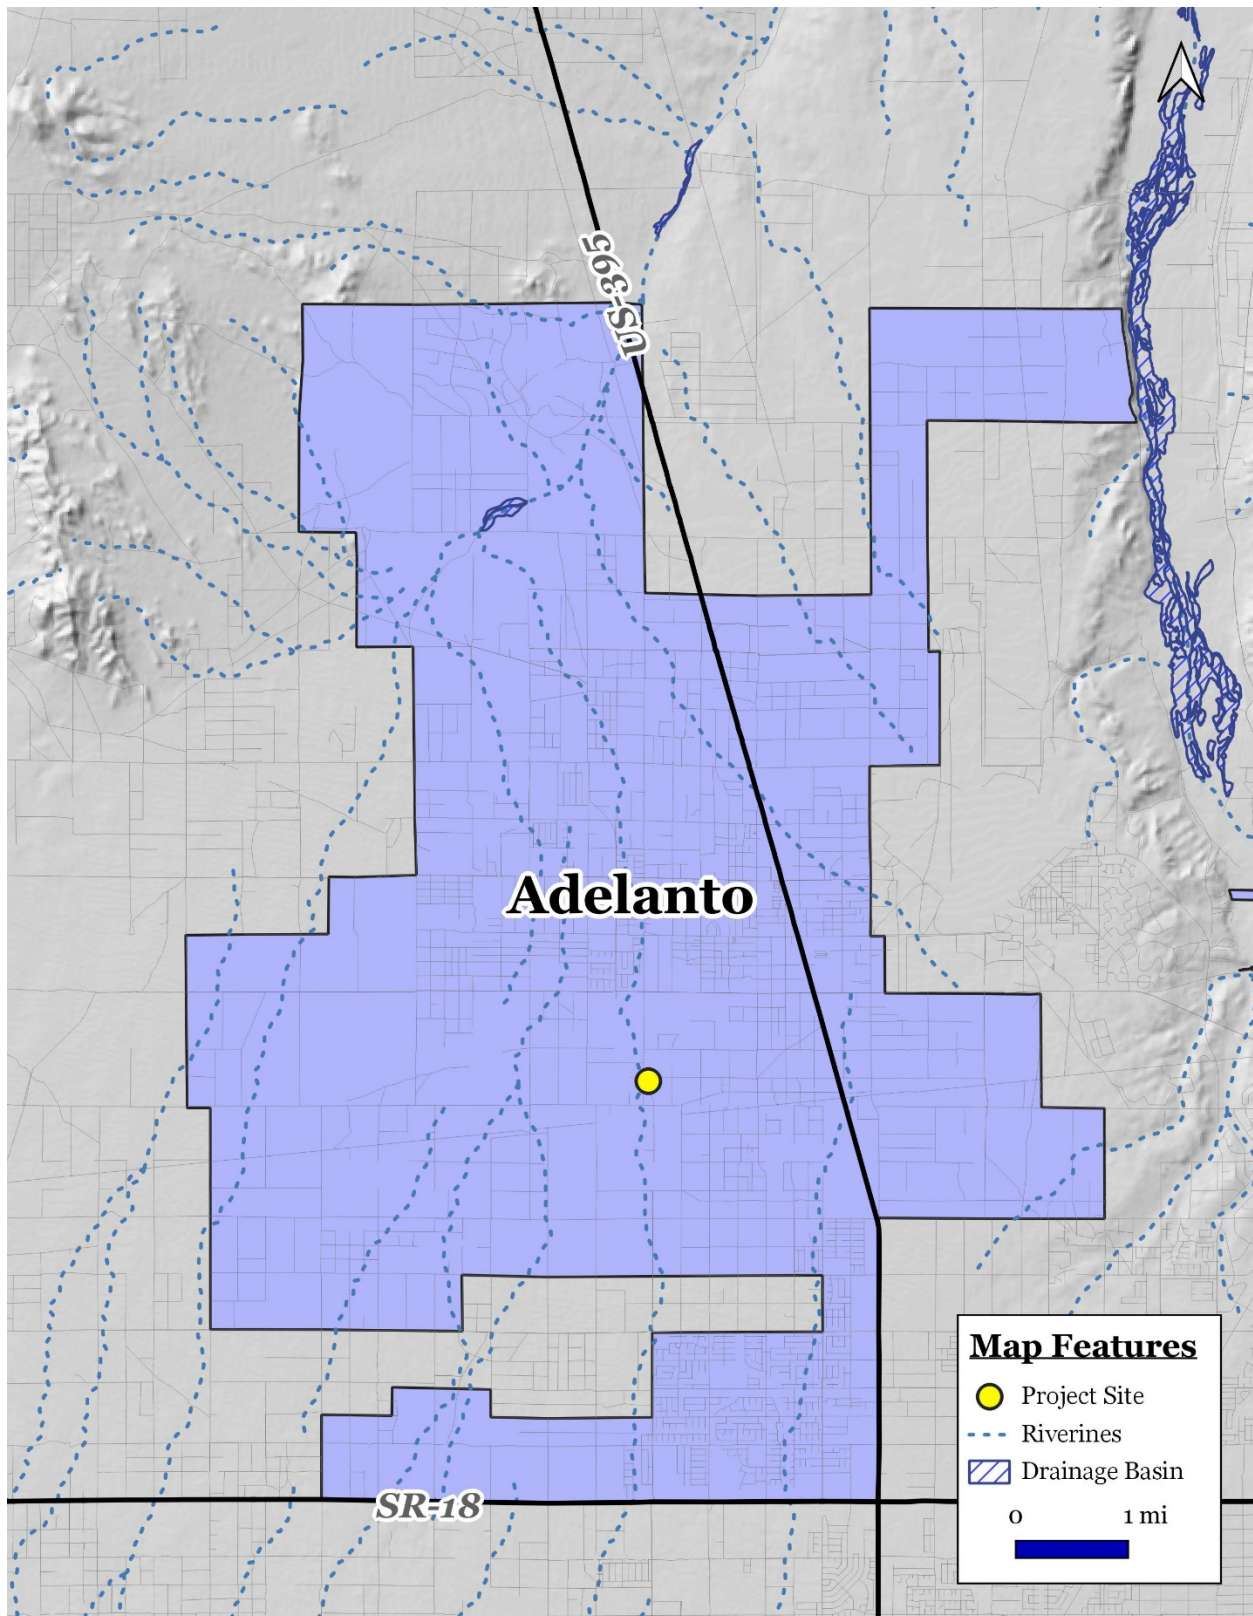 US-395
Adelanto
SR-18
Map Features
Project Site
Riverines
Drainage Basin
0 1 mi